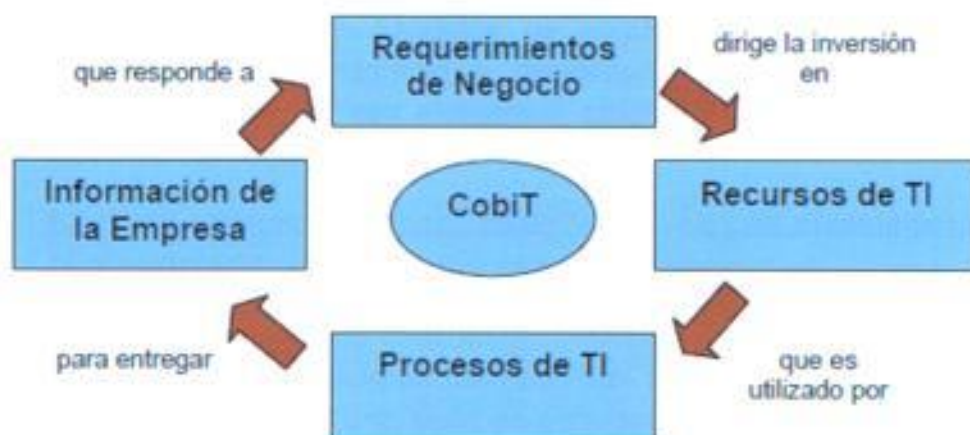 Requerimientos
de Negocio
dirige la inversión
en
que responde a
Información de
la Empresa
CobiT
Recursos de TI
para entregar
Procesos de TI
que es
utilizado por